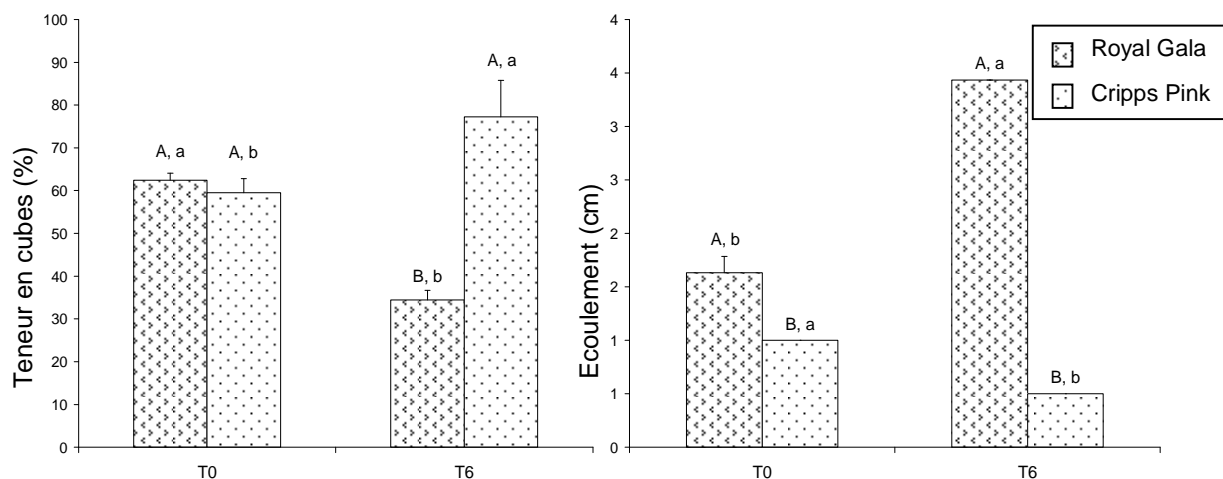 Teneur en cubes (%)
100
90
80
70
60
50
40
30
20
10
0
A, a
A, b
B, b
A, a
T0
T6
Ecoulement (cm)
4
4
3
3
2
2
1
1
0
A, b
B, a
A, a
B, b
T0
T6
Royal Gala
Cripps Pink